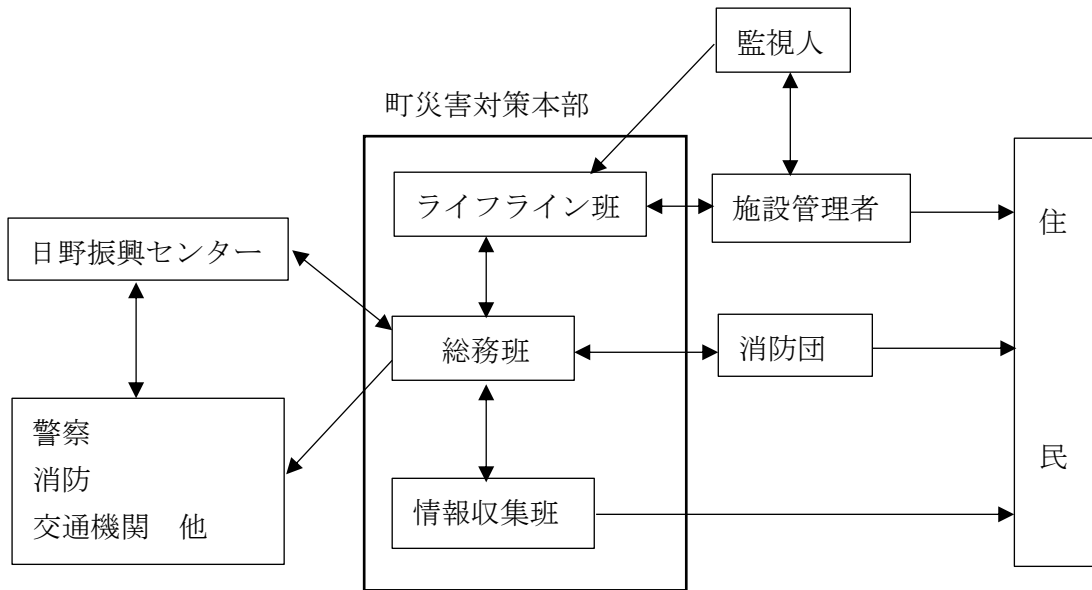 監視人
町災害対策本部
ライフライン班
施設管理者
住
日野振興センター
総務班
消防団
警察
消防
交通機関　他
民
情報収集班